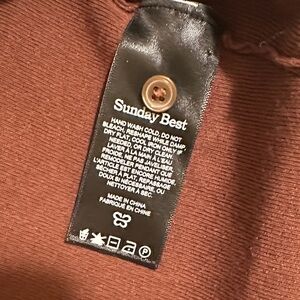 Sunday Best
HAND WASH COLD, DO NOT
BLEACH, RESHAPE WHILE DAMP,
DRY FLAT, COOL IRON ONLY IF
NEEDED, OR DRY CLEAN.
LAVER À LA MAIN À L'EAU
FROIDE, NE PAS JAVELLISER,
REMODELER PENDANT QUE
L'ARTICLE EST ENCORE HUMIDE,
SÉCHER À PLAT, REPASSAGE
DOUX SI NÉCESSAIRE, OU
NETTOYER À SEC.
MADE IN CHINA
FABRIQUÉ EN CHINE